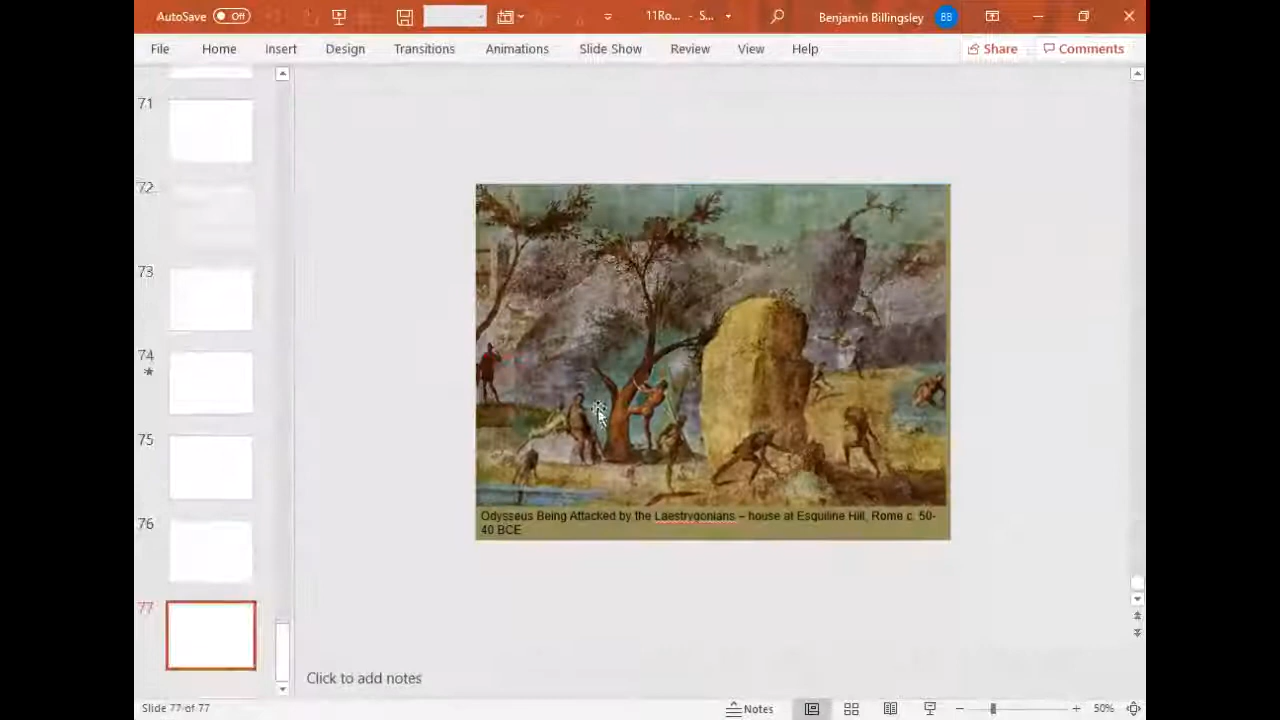 AutoSave Off 11Ro... - S... Benjamin Billingsley BB
File Home Insert Design Transitions Animations Slide Show Review View Help Share Comments
71
72
73
74
75
76
77
Odysseus Being Attacked by the Laestrygonians – house at Esquiline Hill, Rome c. 50-
40 BCE
Click to add notes
Slide 77 of 77 Notes 50%